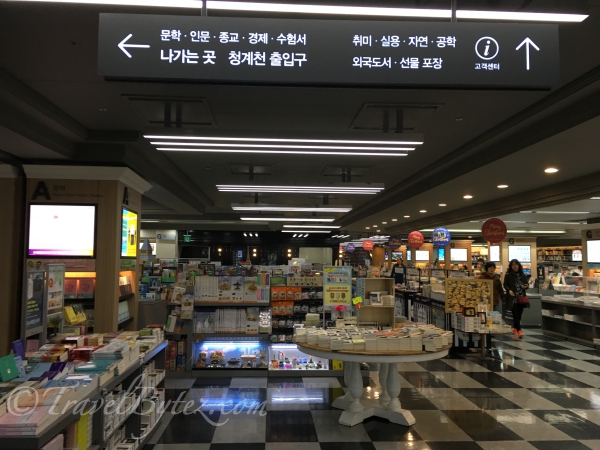 문학 · 인문 · 종교 · 경제 · 수험서
나가는 곳 청계천 출입구
취미 · 실용 · 자연 · 공학
외국도서 · 선물 포장
고객센터
A
A
© TravelBytez.com